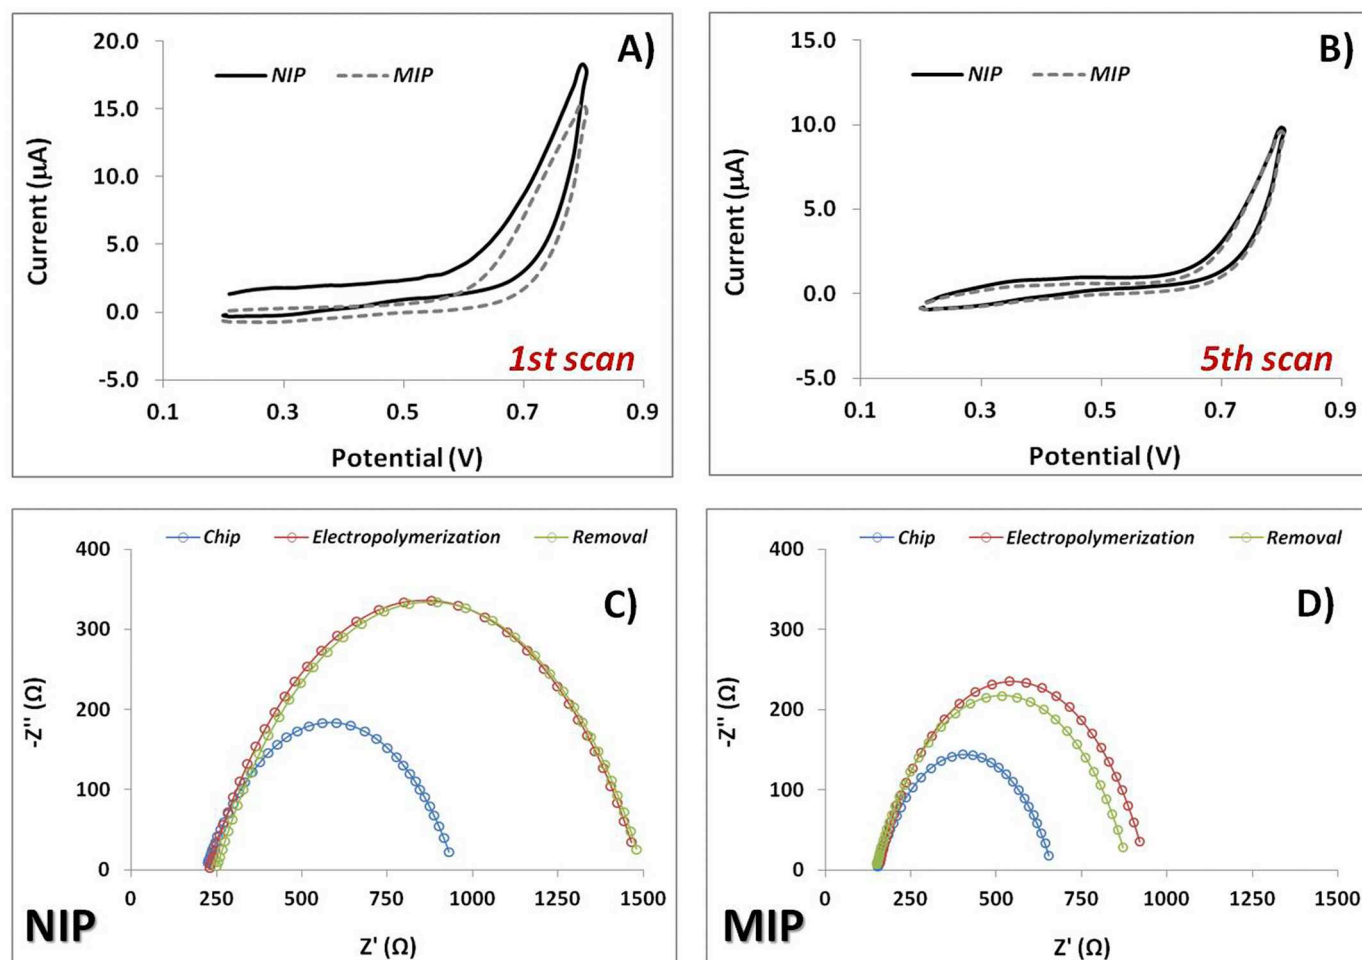 A)
20.0
NIP MIP
15.0
10.0
5.0
0.0
-5.0
0.1 0.3 0.5 0.7 0.9
Current (µA)
Potential (V)
1st scan
B)
15.0
NIP MIP
10.0
5.0
0.0
-5.0
0.1 0.3 0.5 0.7 0.9
Current (µA)
Potential (V)
5th scan
Chip Electropolymerization Removal
400
C)
300
200
100
0
0 250 500 750 1000 1250 1500
-Z'' (Ω)
Z' (Ω)
NIP
Chip Electropolymerization Removal
400
D)
300
200
100
0
0 250 500 750 1000 1250 1500
-Z'' (Ω)
Z' (Ω)
MIP